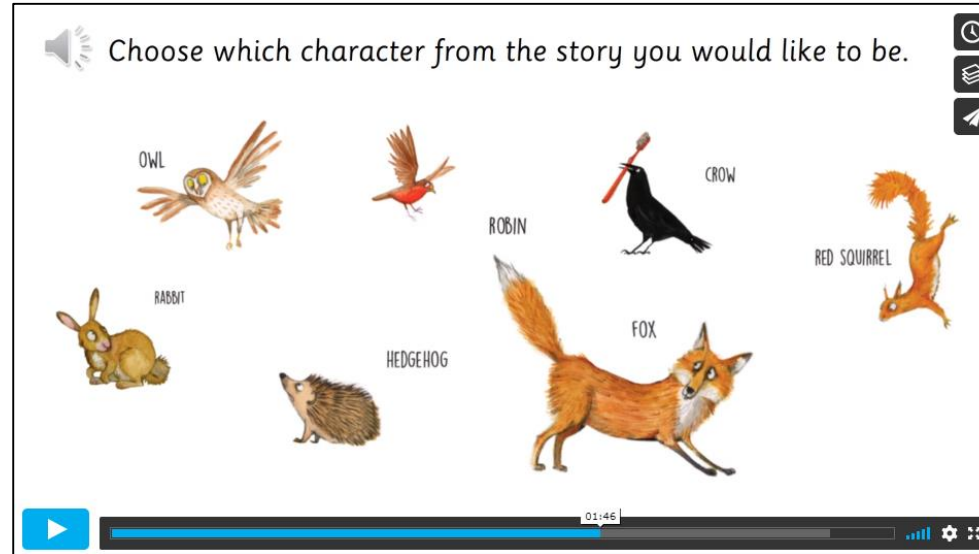 Choose which character from the story you would like to be.
OWL
CROW
ROBIN
RED SQUIRREL
RABBIT
FOX
HEDGEHOG
01:46